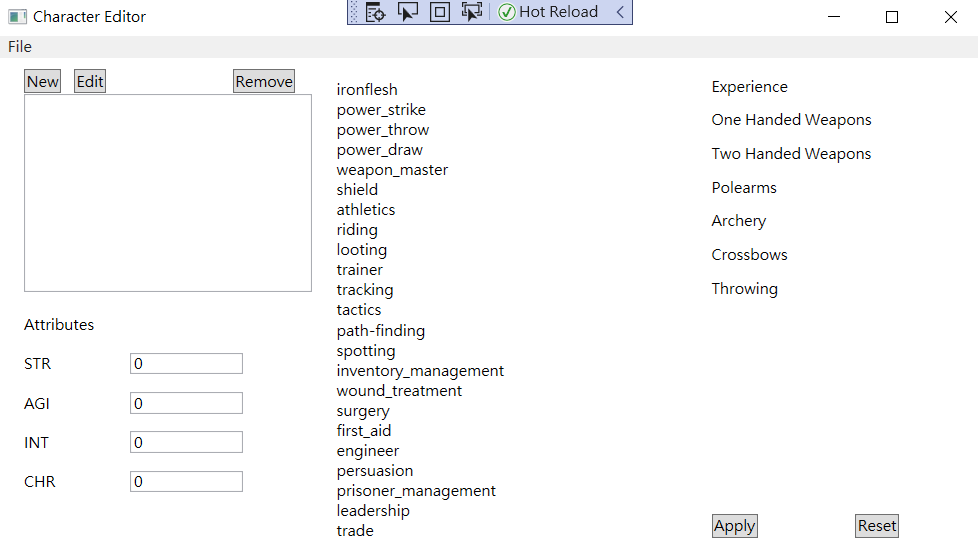 Character Editor
Hot Reload
File
New Edit Remove
Attributes
STR 0
AGI 0
INT 0
CHR 0
ironflesh
power_strike
power_throw
power_draw
weapon_master
shield
athletics
riding
looting
trainer
tracking
tactics
path-finding
spotting
inventory_management
wound_treatment
surgery
first_aid
engineer
persuasion
prisoner_management
leadership
trade
Experience
One Handed Weapons
Two Handed Weapons
Polearms
Archery
Crossbows
Throwing
Apply Reset